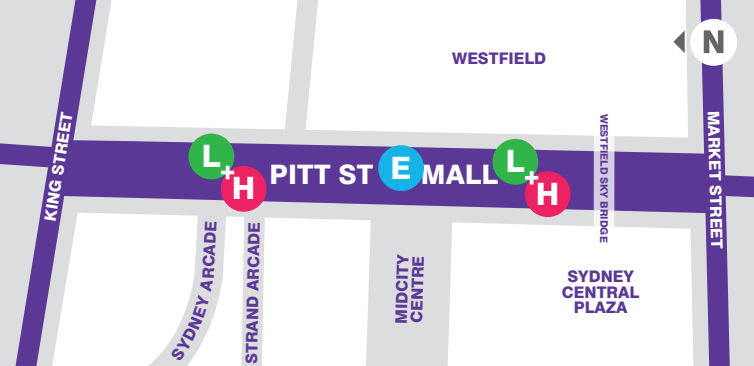 WESTFIELD
N
KING STREET
L+H
PITT ST
E
MALL
L+H
WESTFIELD SKY BRIDGE
MARKET STREET
SYDNEY ARCADE
STRAND ARCADE
MIDCITY
CENTRE
SYDNEY
CENTRAL
PLAZA